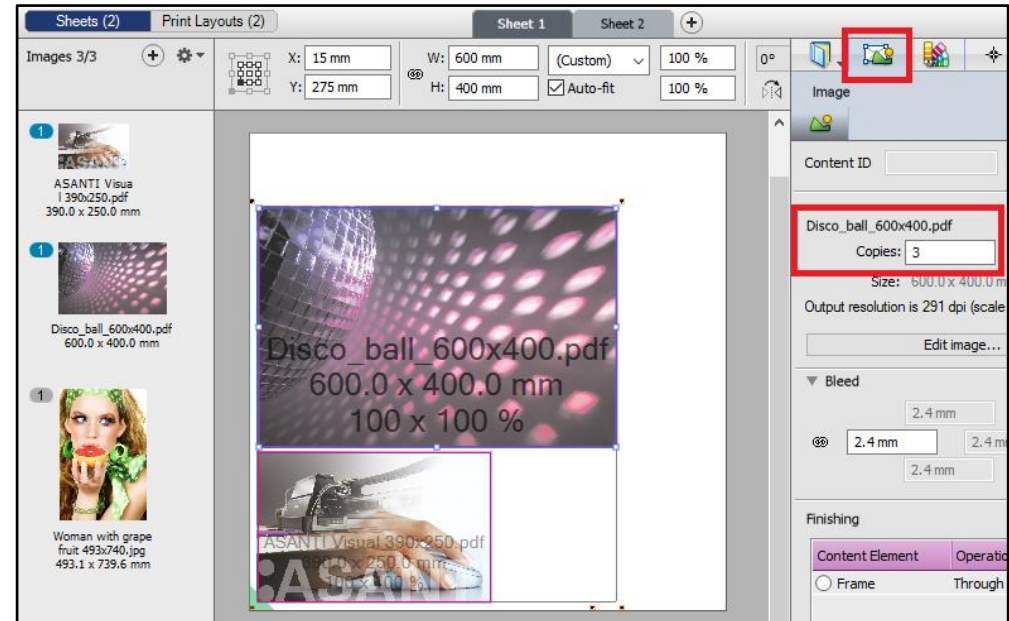 Sheets (2)
Print Layouts (2)
Sheet 1
Sheet 2
Images 3/3
X: 15 mm
W: 600 mm
(Custom)
100 %
0°
Y: 275 mm
H: 400 mm
Auto-fit
100 %
Image
Content ID
1
ASANTI Visua
l 390x250.pdf
390.0 x 250.0 mm
1
Disco_ball_600x400.pdf
600.0 x 400.0 mm
1
Woman with grape
fruit 493x740.jpg
493.1 x 739.6 mm
Disco_ball_600x400.pdf
600.0 x 400.0 mm
100 x 100 %
ASANTI Visual 390x250.pdf
390.0 x 250.0 mm
100 x 100 %
:ASANTI
Disco_ball_600x400.pdf
Copies: 3
Size: 600.0 x 400.0 m
Output resolution is 291 dpi (scale
Edit image...
Bleed
2.4 mm
2.4 mm
2.4 m
2.4 mm
Finishing
Content Element
Operatio
Frame
Through